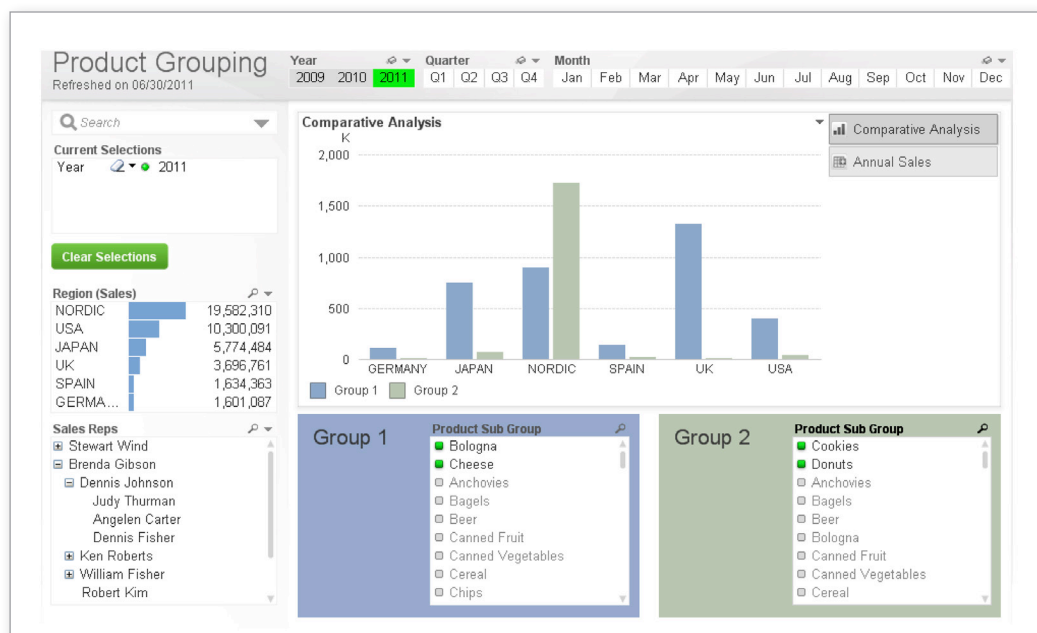 Product Grouping
Refreshed on 06/30/2011
Year
2009 2010 2011
Quarter
Q1 Q2 Q3 Q4
Month
Jan Feb Mar Apr May Jun Jul Aug Sep Oct Nov Dec
Search
Current Selections
Year 2011
Clear Selections
Region (Sales)
NORDIC 19,582,310
USA 10,300,091
JAPAN 5,774,484
UK 3,696,761
SPAIN 1,634,363
GERMA... 1,601,087
Sales Reps
Stewart Wind
Brenda Gibson
Dennis Johnson
Judy Thurman
Angelen Carter
Dennis Fisher
Ken Roberts
William Fisher
Robert Kim
Comparative Analysis
K
2,000
1,500
1,000
500
0
GERMANY JAPAN NORDIC SPAIN UK USA
Group 1 Group 2
Comparative Analysis
Annual Sales
Group 1
Product Sub Group
Bologna
Cheese
Anchovies
Bagels
Beer
Canned Fruit
Canned Vegetables
Cereal
Chips
Group 2
Product Sub Group
Cookies
Donuts
Anchovies
Bagels
Beer
Bologna
Canned Fruit
Canned Vegetables
Cereal